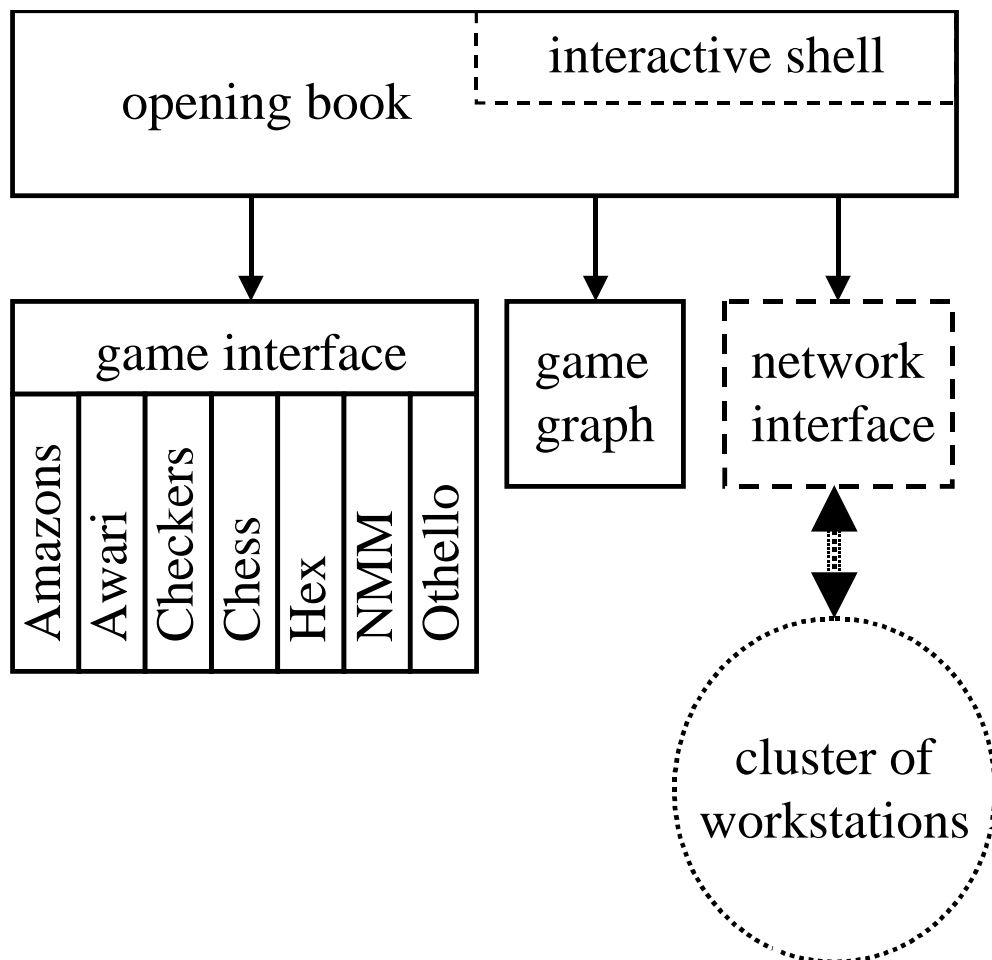 interactive shell
opening book
game interface
game
graph
network
interface
Amazons
Awari
Checkers
Chess
Hex
NMM
Othello
cluster of
workstations